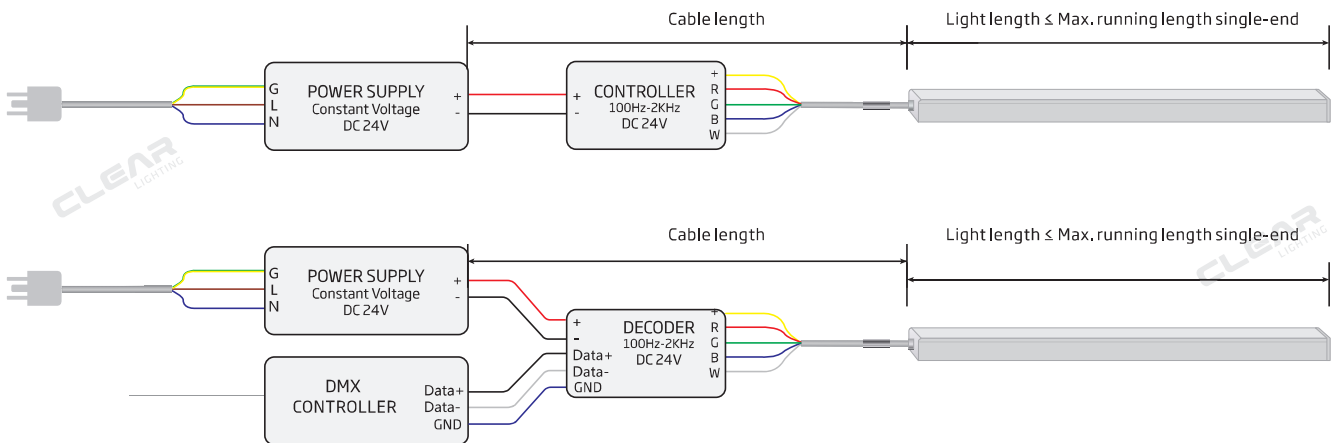 Cable length
Light length ≤ Max. running length single-end
G
L
N
POWER SUPPLY
Constant Voltage
DC 24V
+
-
+
-
CONTROLLER
100Hz-2KHz
DC 24V
+
R
G
B
W
CLEAR
LIGHTING
Cable length
Light length ≤ Max. running length single-end
G
L
N
POWER SUPPLY
Constant Voltage
DC 24V
+
-
+
-
Data+
Data-
GND
DECODER
100Hz-2KHz
DC 24V
+
R
G
B
W
CLEAR
LIGHTING
DMX
CONTROLLER
Data+
Data-
GND